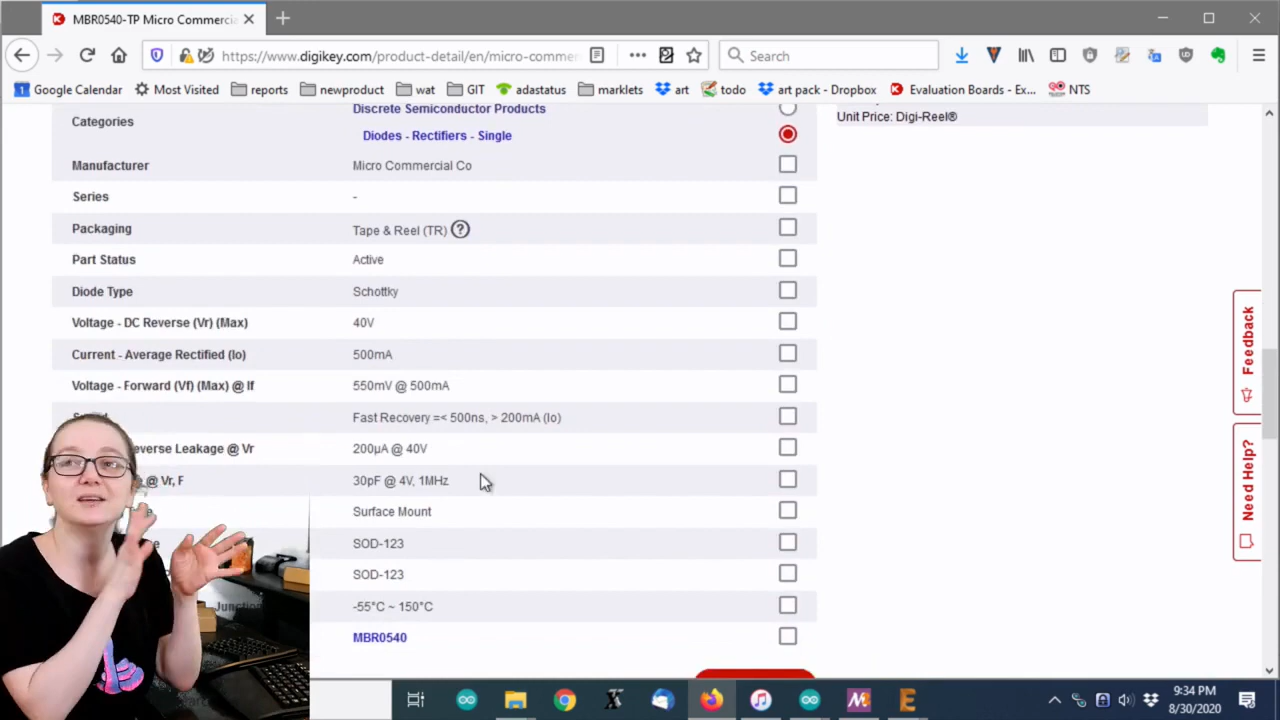 MBR0540-TP Micro Commercia
https://www.digikey.com/product-detail/en/micro-comme
Search
Google Calendar
Most Visited
reports
newproduct
wat
GIT
adastatus
marklets
art
todo
art pack - Dropbox
Evaluation Boards - Ex...
NTS
Categories
Discrete Semiconductor Products
Diodes - Rectifiers - Single
Unit Price: Digi-Reel®
Manufacturer Micro Commercial Co
Series -
Packaging Tape & Reel (TR) ?
Part Status Active
Diode Type Schottky
Voltage - DC Reverse (Vr) (Max) 40V
Current - Average Rectified (Io) 500mA
Voltage - Forward (Vf) (Max) @ If 550mV @ 500mA
Fast Recovery =< 500ns, > 200mA (Io)
everse Leakage @ Vr 200µA @ 40V
@ Vr, F 30pF @ 4V, 1MHz
Surface Mount
SOD-123
SOD-123
Junction -55°C ~ 150°C
MBR0540
Feedback
Need Help?
9:34 PM
8/30/2020